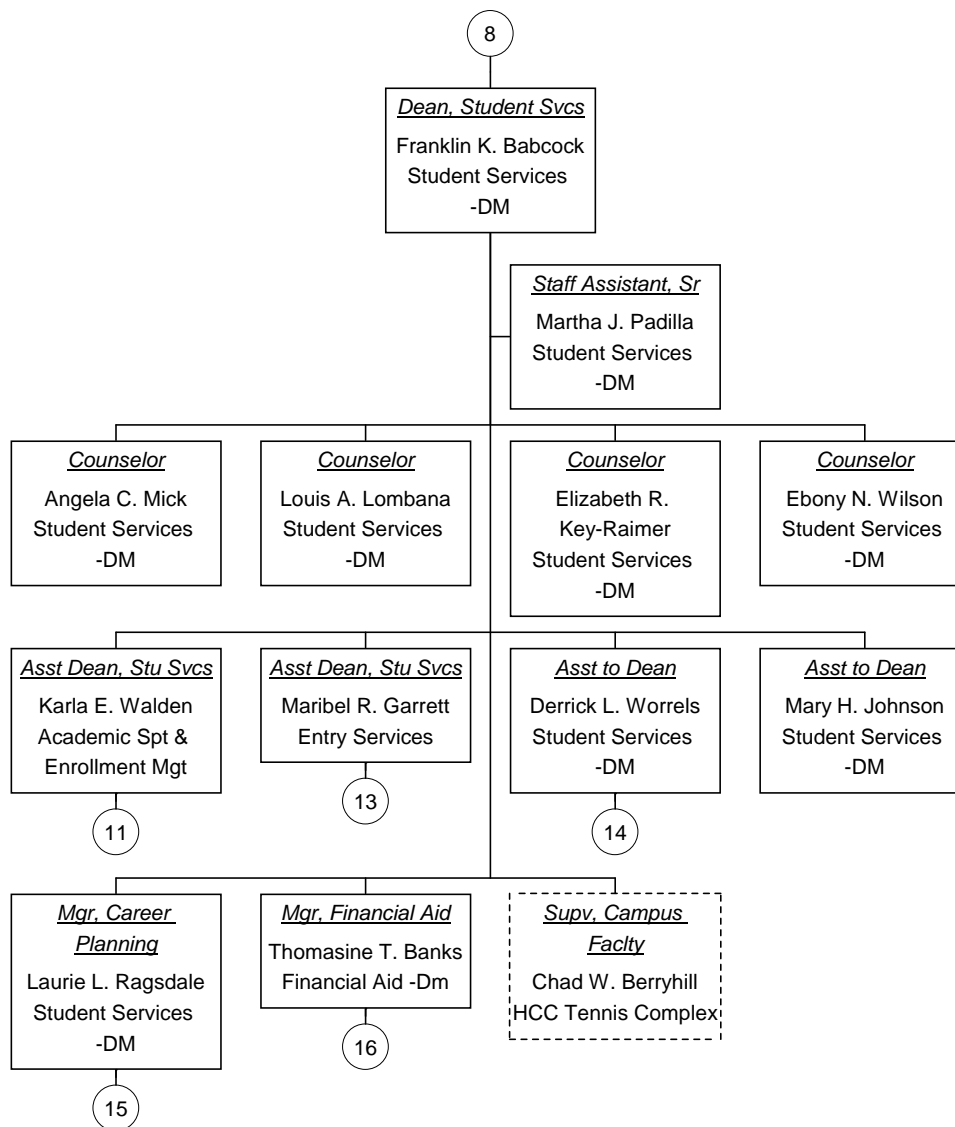 8
Dean, Student Svcs
Franklin K. Babcock
Student Services
-DM
Staff Assistant, Sr
Martha J. Padilla
Student Services
-DM
Counselor
Angela C. Mick
Student Services
-DM
Counselor
Louis A. Lombana
Student Services
-DM
Counselor
Elizabeth R.
Key-Raimer
Student Services
-DM
Counselor
Ebony N. Wilson
Student Services
-DM
Asst Dean, Stu Svcs
Karla E. Walden
Academic Spt &
Enrollment Mgt
11
Asst Dean, Stu Svcs
Maribel R. Garrett
Entry Services
13
Asst to Dean
Derrick L. Worrels
Student Services
-DM
14
Asst to Dean
Mary H. Johnson
Student Services
-DM
Mgr, Career
Planning
Laurie L. Ragsdale
Student Services
-DM
15
Mgr, Financial Aid
Thomasine T. Banks
Financial Aid -Dm
16
Supv, Campus
Faclty
Chad W. Berryhill
HCC Tennis Complex